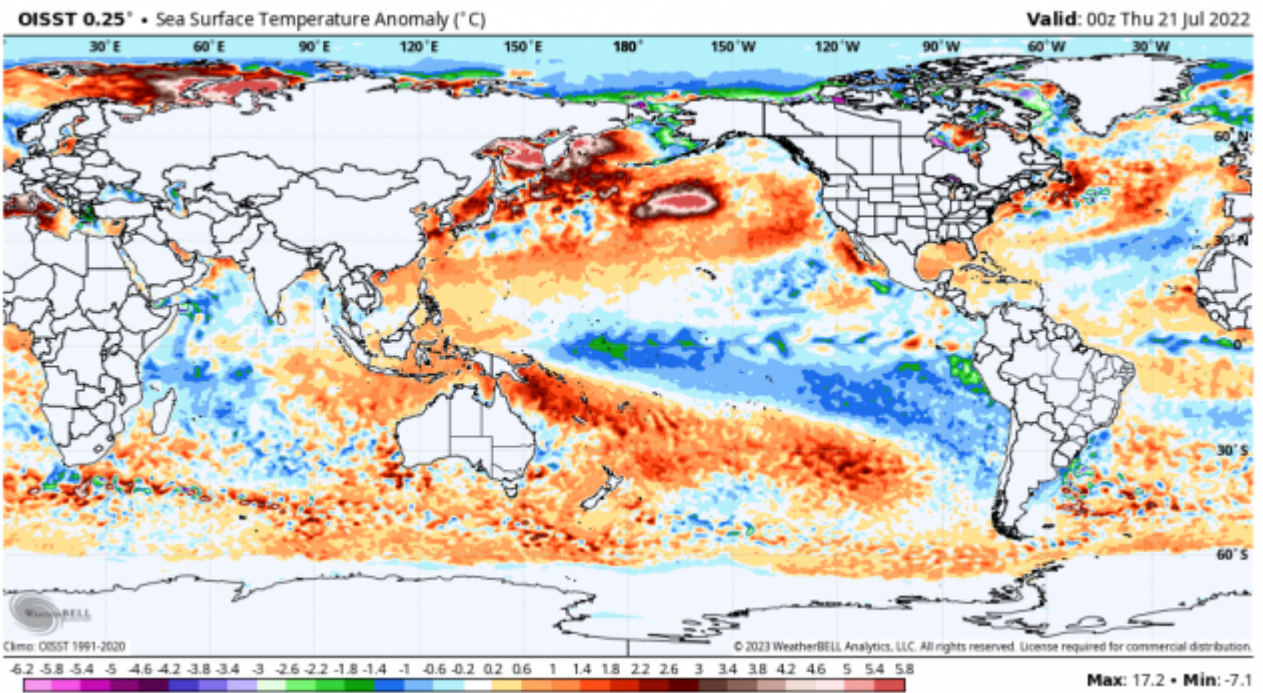 OISST 0.25° • Sea Surface Temperature Anomaly (°C) Valid: 00z Thu 21 Jul 2022
30°E 60°E 90°E 120°E 150°E 180° 150°W 120°W 90°W 60°W 30°W
60°N
30°N
0
30°S
60°S
WeatherBELL
Climo: OISST 1991-2020 © 2023 WeatherBELL Analytics, LLC. All rights reserved. License required for commercial distribution.
-6.2 -5.8 -5.4 -5 -4.6 -4.2 -3.8 -3.4 -3 -2.6 -2.2 -1.8 -1.4 -1 -0.6 -0.2 0.2 0.6 1 1.4 1.8 2.2 2.6 3 3.4 3.8 4.2 4.6 5 5.4 5.8
Max: 17.2 • Min: -7.1